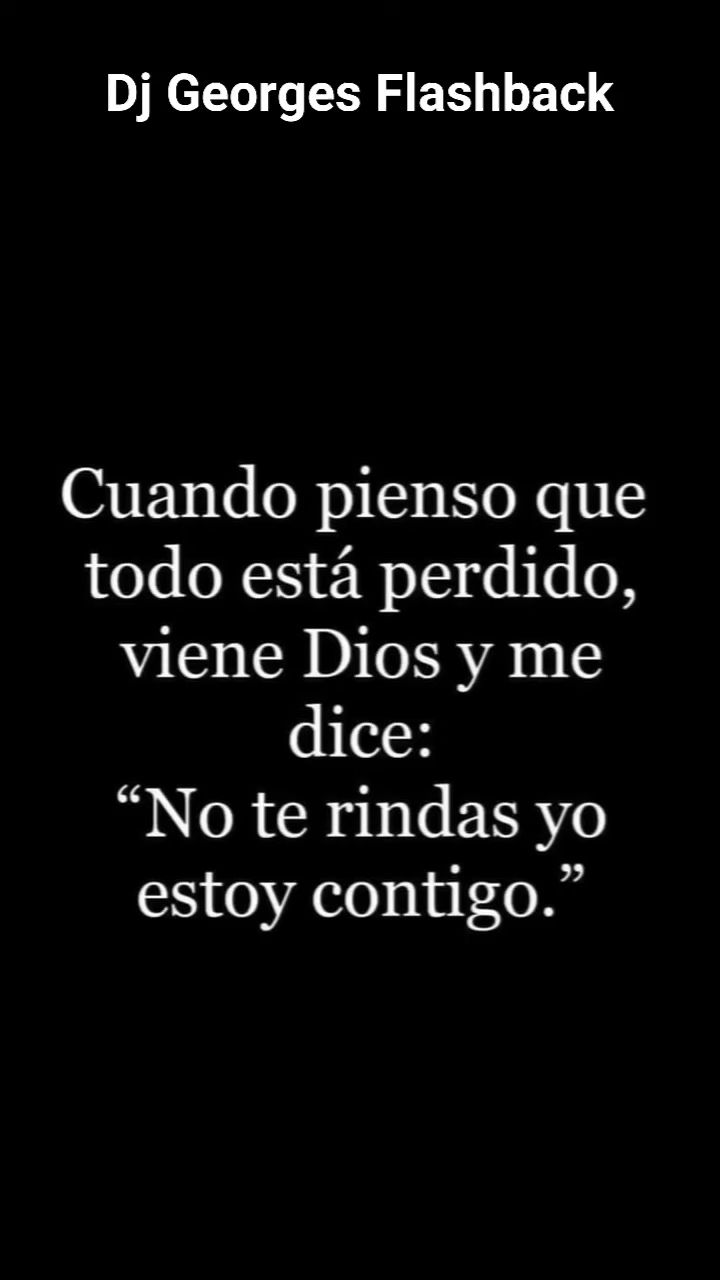 Dj Georges Flashback
Cuando pienso que
todo está perdido,
viene Dios y me
dice:
“No te rindas yo
estoy contigo.”